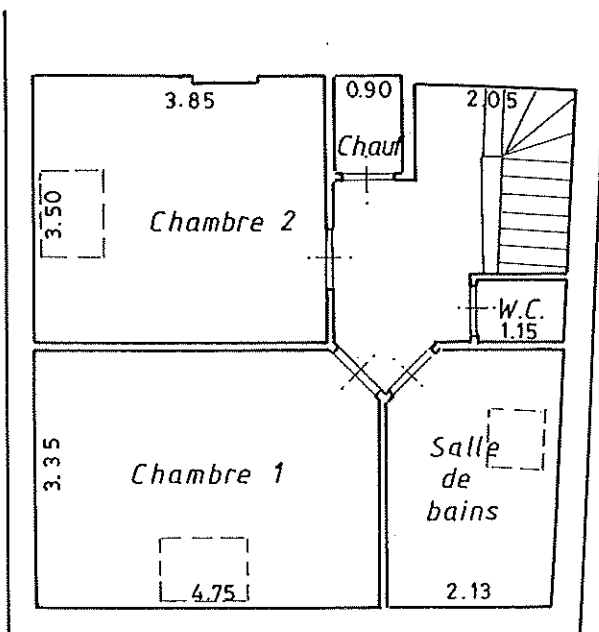 3.85
0.90
2.05
Chauf
3.50
Chambre 2
W.C.
1.15
3.35
Chambre 1
Salle
de
bains
4.75
2.13